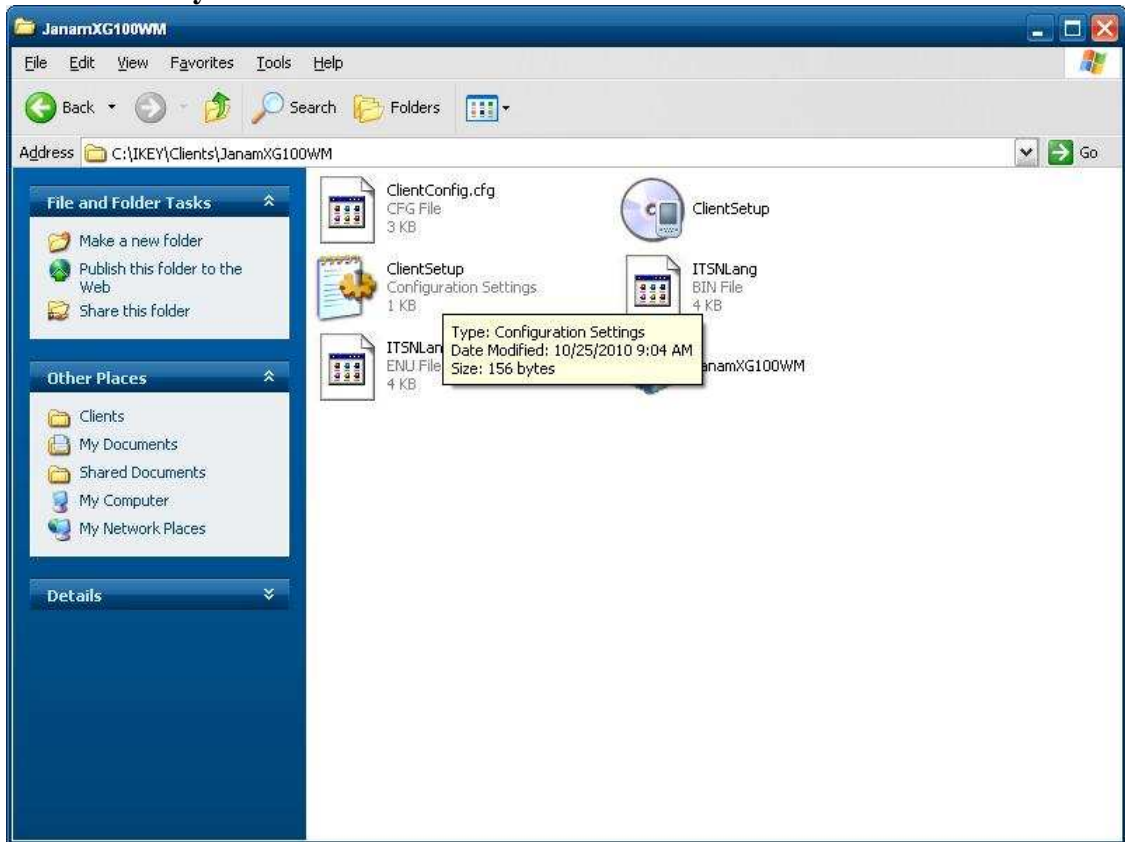 JanamXG100WM
File Edit View Favorites Tools Help
Back Search Folders
Address C:\IKEY\Clients\JanamXG100WM Go
File and Folder Tasks
Make a new folder
Publish this folder to the
Web
Share this folder
Other Places
Clients
My Documents
Shared Documents
My Computer
My Network Places
Details
ClientConfig.cfg
CFG File
3 KB
ClientSetup
ClientSetup
Configuration Settings
1 KB
ITSNLang
BIN File
4 KB
Type: Configuration Settings
Date Modified: 10/25/2010 9:04 AM
Size: 156 bytes
ITSNLan
ENU File
4 KB
anamXG100WM